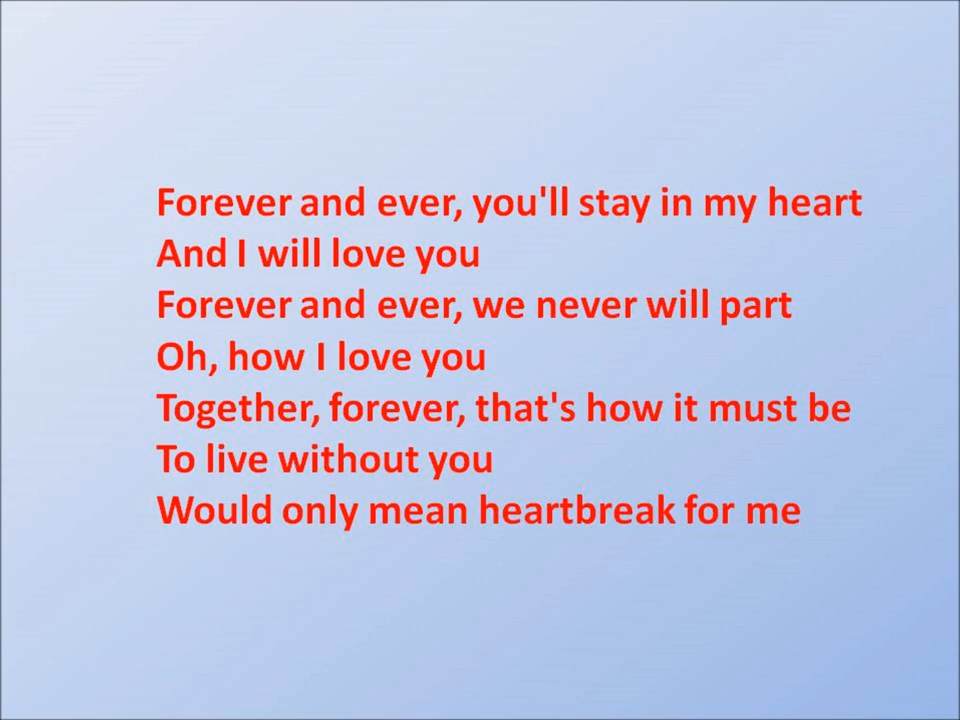 Forever and ever, you'll stay in my heart
And I will love you
Forever and ever, we never will part
Oh, how I love you
Together, forever, that's how it must be
To live without you
Would only mean heartbreak for me